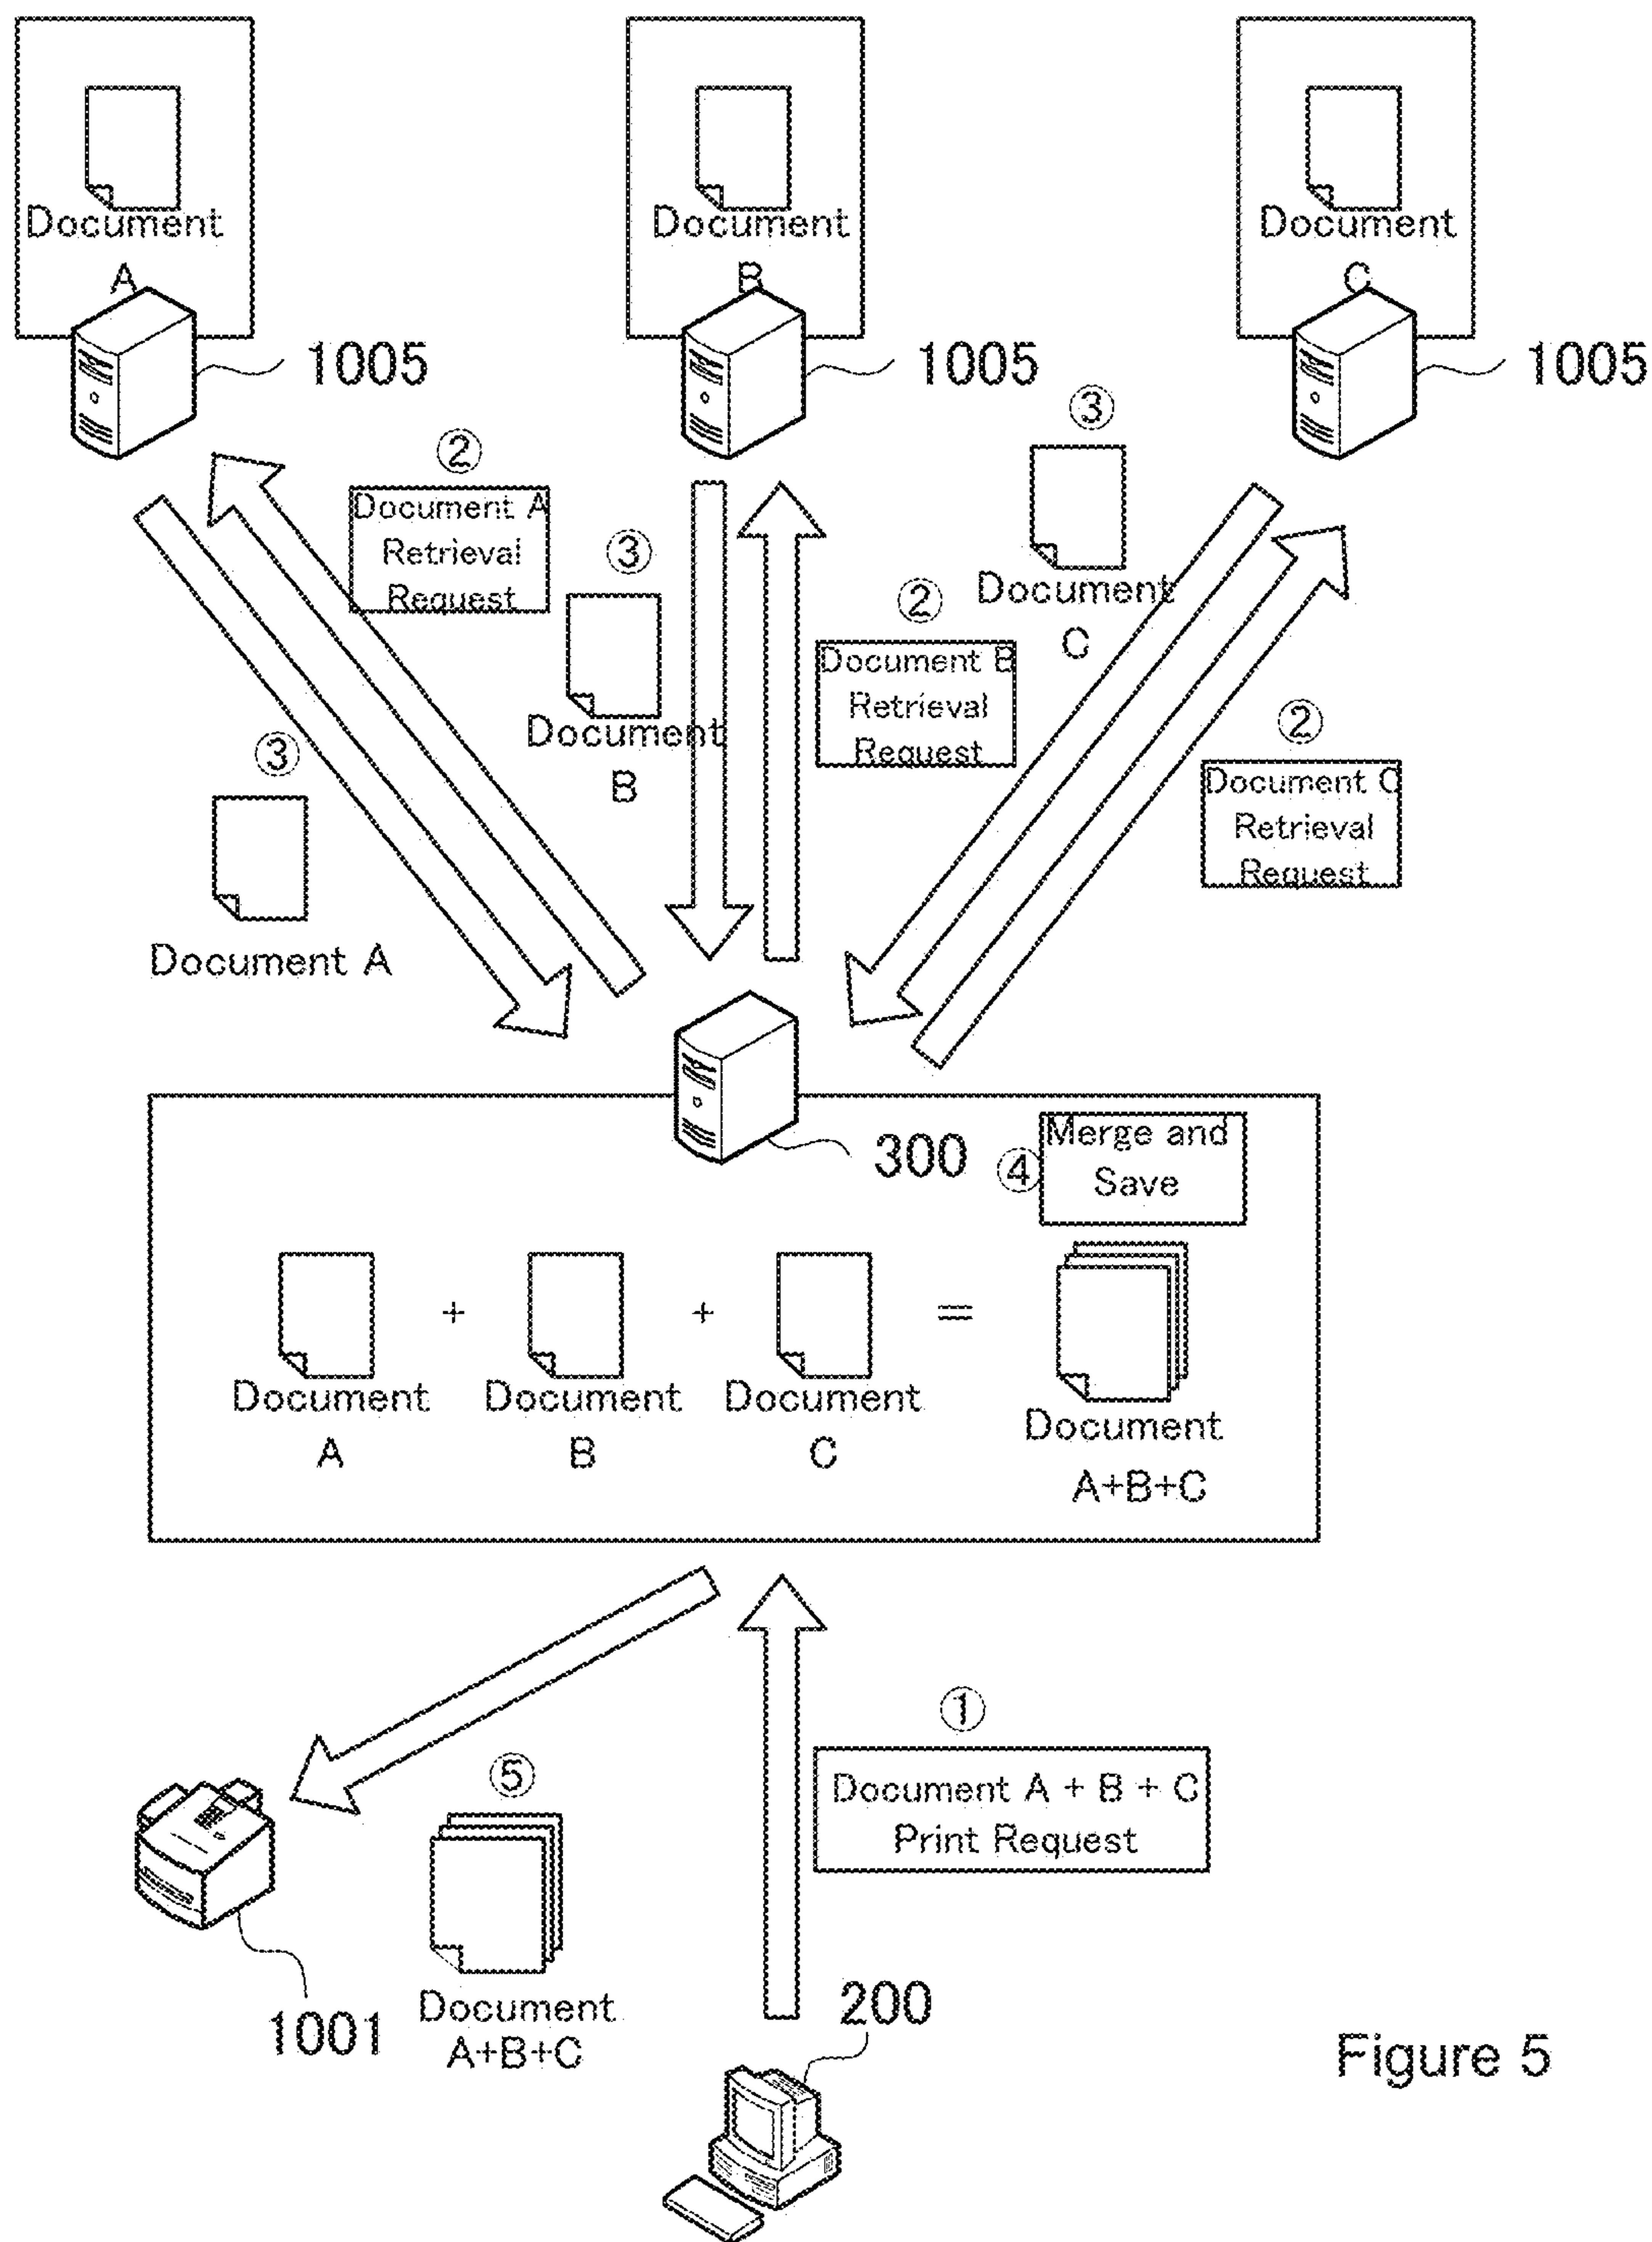 Document
A
Document
B
Document
C
1005
1005
1005
②
Document A
Retrieval
Request
③
Document
B
③
Document
C
②
Document B
Retrieval
Request
②
Document C
Retrieval
Request
③
Document A
300
④
Merge and
Save
+
+
=
Document
A
Document
B
Document
C
Document
A+B+C
①
Document A + B + C
Print Request
⑤
Document
A+B+C
1001
200
Figure 5